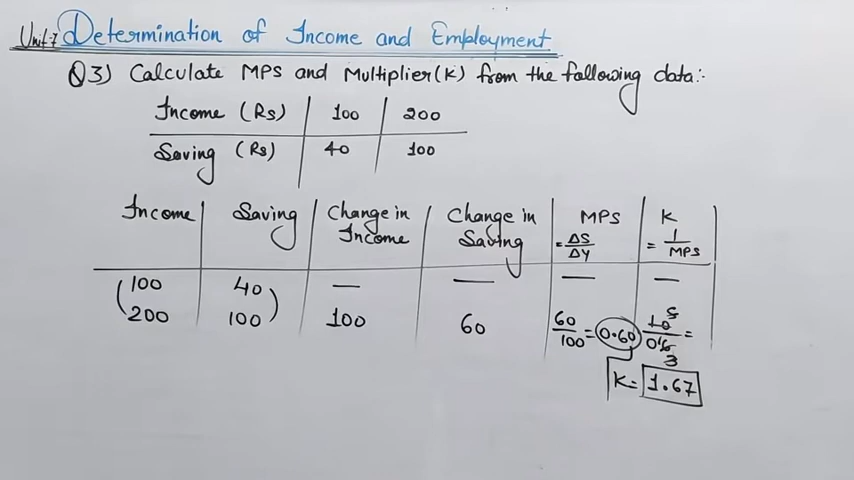 Unit-7 Determination of Income and Employment
Q3) Calculate MPS and Multiplier(K) from the following data:-
Income (Rs) 100 200
Saving (Rs) 40 100
Income Saving Change in Income Change in Saving MPS = ΔS/ΔY K = 1/MPS
100 40 — — — —
200 100 100 60 60/100 = 0.60
K = 1.67